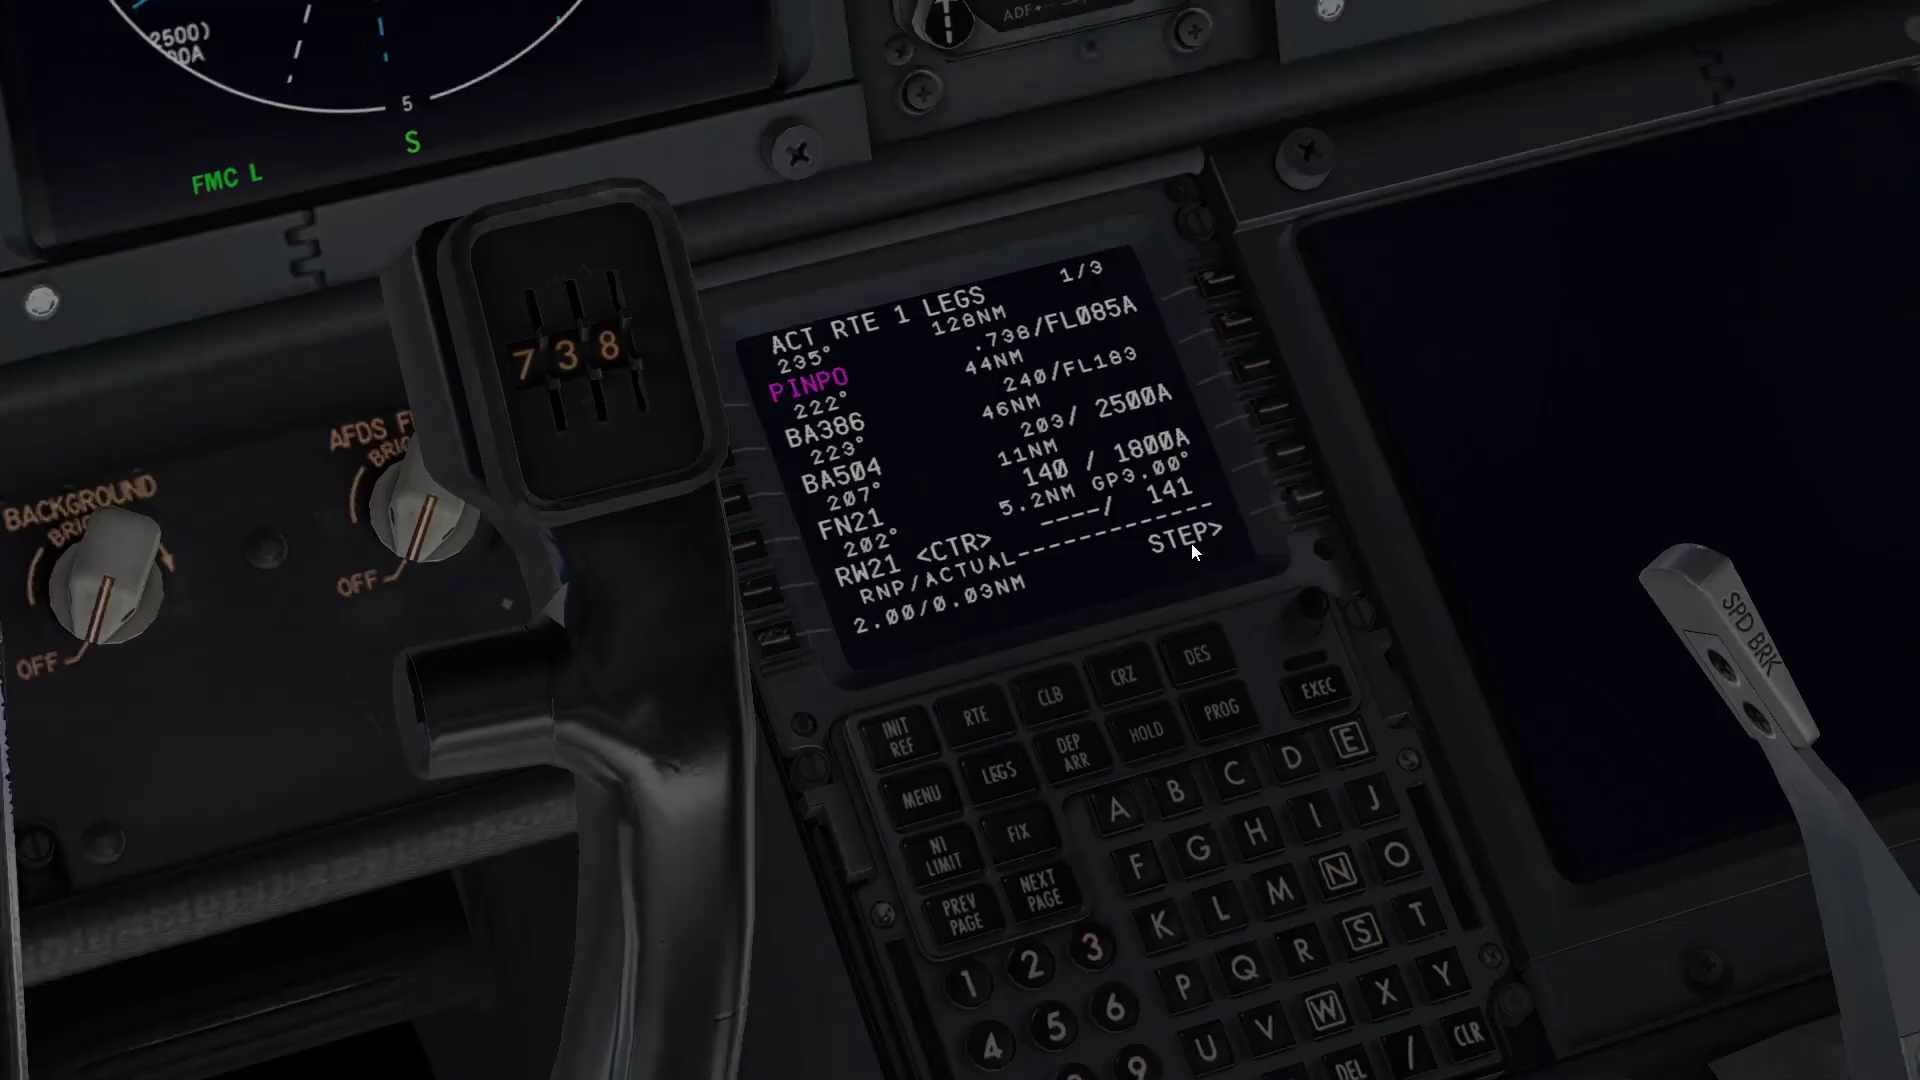 2500)
00A
5
S
FMC L
ADF
738
BACKGROUND
BRIG
OFF
AFDS F
BRIG
OFF
ACT RTE 1 LEGS 1/3
235° 128NM
PINPO .738/FL085A
222° 44NM
BA386 240/FL183
223° 46NM
BA504 203/ 2500A
207° 11NM
FN21 140 / 1800A
202° 5.2NM GP3.00°
RW21 <CTR> ----/ 141
RNP/ACTUAL-------------
2.00/0.03NM STEP>
INIT REF
RTE
CLB
CRZ
DES
MENU
LEGS
DEP ARR
HOLD
PROG
EXEC
N1 LIMIT
FIX
PREV PAGE
NEXT PAGE
A B C D E
F G H I J
K L M N O
P Q R S T
U V W X Y
1 2 3
4 5 6
9
DEL / CLR
SPD BRK